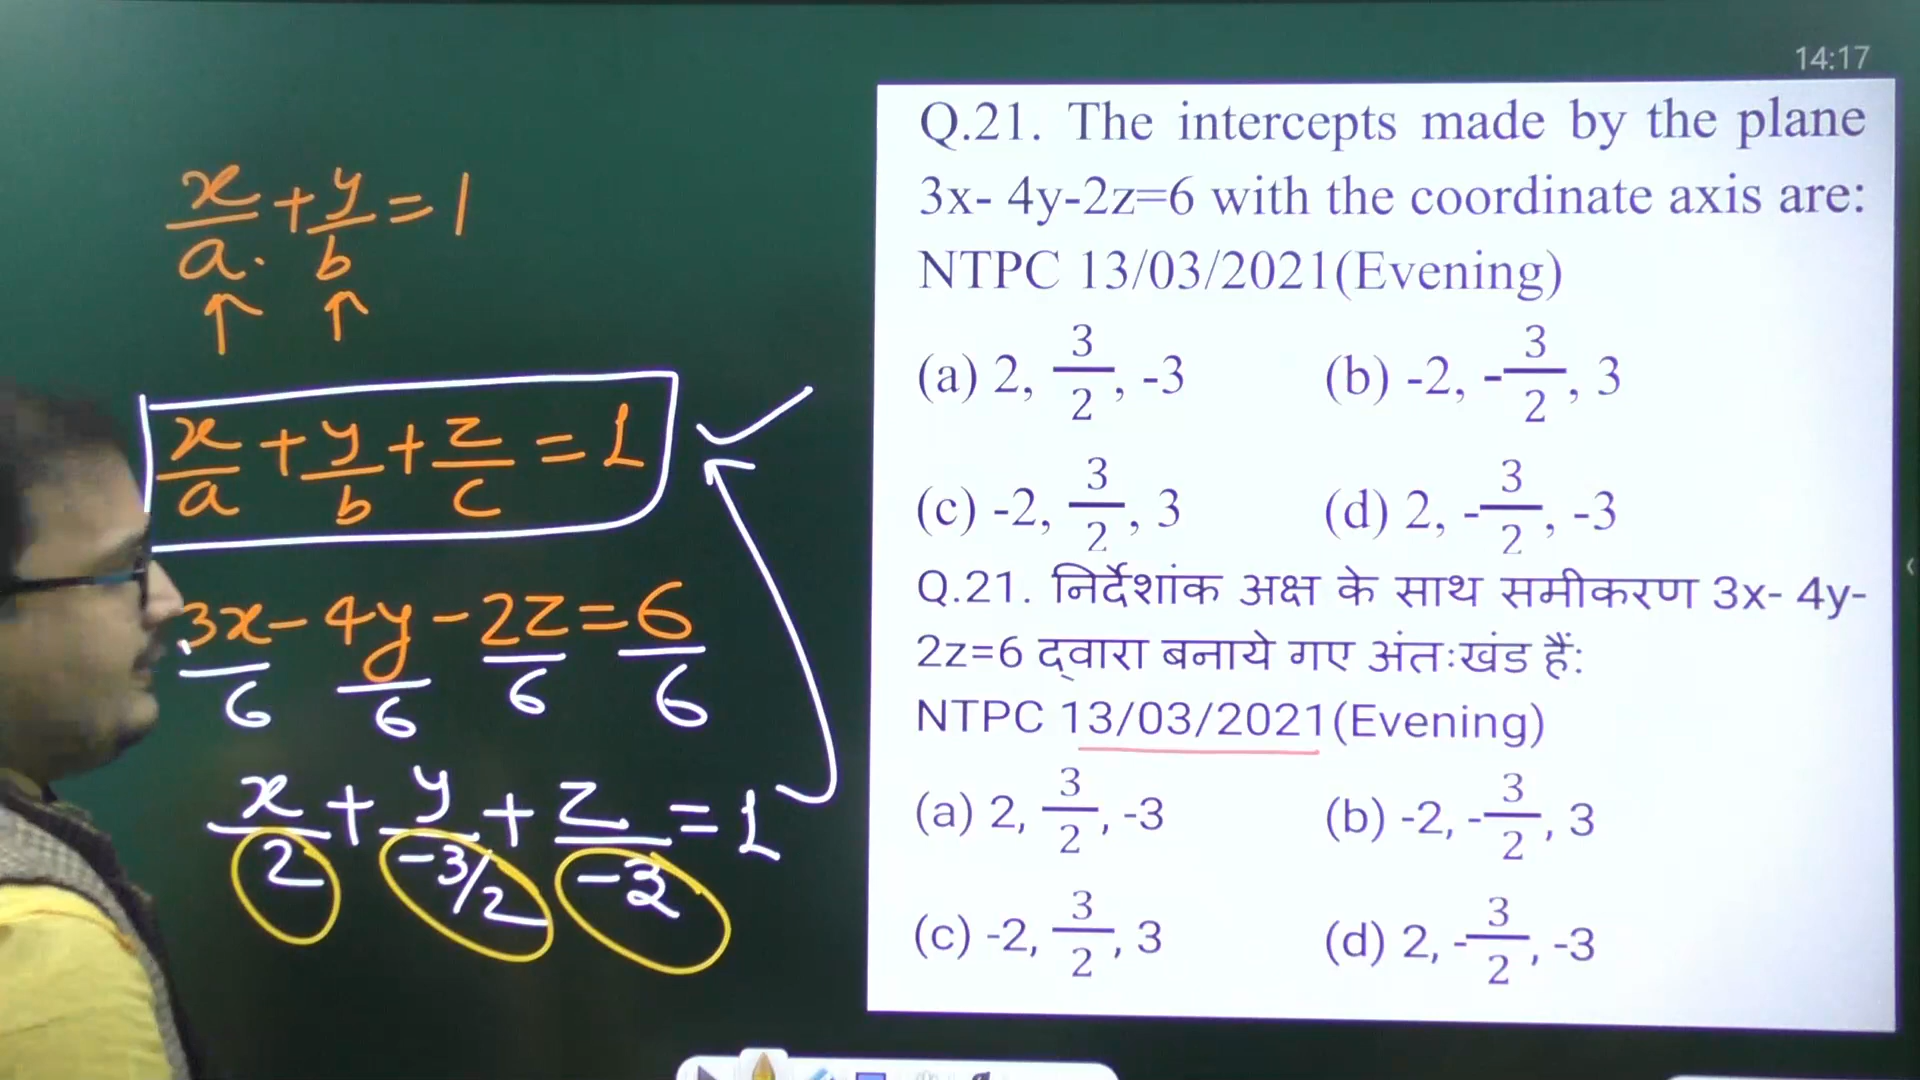 14:17
x/a. + y/b = 1
↑ ↑
x/a + y/b + z/c = 1
3x/6 - 4y/6 - 2z/6 = 6/6
x/2 + y/-3/2 + z/-3 = 1
Q.21. The intercepts made by the plane
3x- 4y-2z=6 with the coordinate axis are:
NTPC 13/03/2021(Evening)
(a) 2, 3/2, -3 (b) -2, -3/2, 3
(c) -2, 3/2, 3 (d) 2, -3/2, -3
Q.21. निर्देशांक अक्ष के साथ समीकरण 3x- 4y-
2z=6 द्वारा बनाये गए अंतःखंड हैं:
NTPC 13/03/2021(Evening)
(a) 2, 3/2, -3 (b) -2, -3/2, 3
(c) -2, 3/2, 3 (d) 2, -3/2, -3